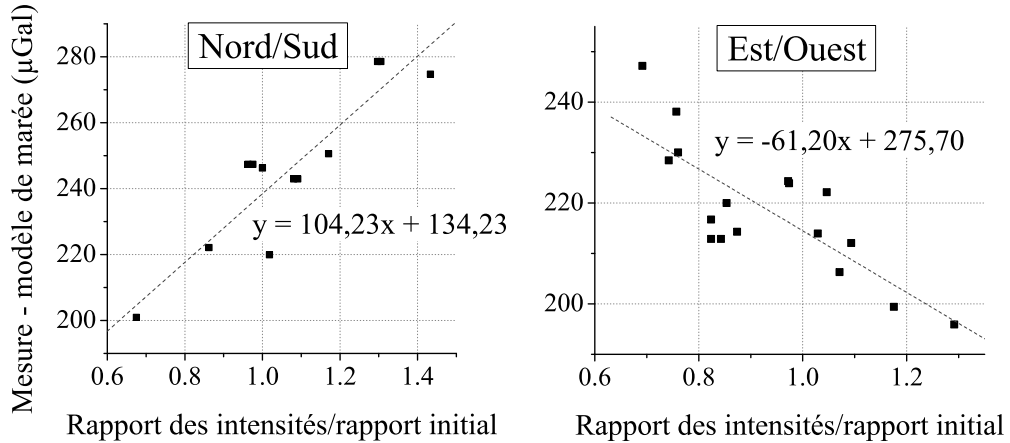 Mesure - modèle de marée (µGal)
Nord/Sud
280
260
240
220
200
y = 104,23x + 134,23
0.6 0.8 1.0 1.2 1.4
Rapport des intensités/rapport initial
Est/Ouest
240
220
200
y = -61,20x + 275,70
0.6 0.8 1.0 1.2
Rapport des intensités/rapport initial